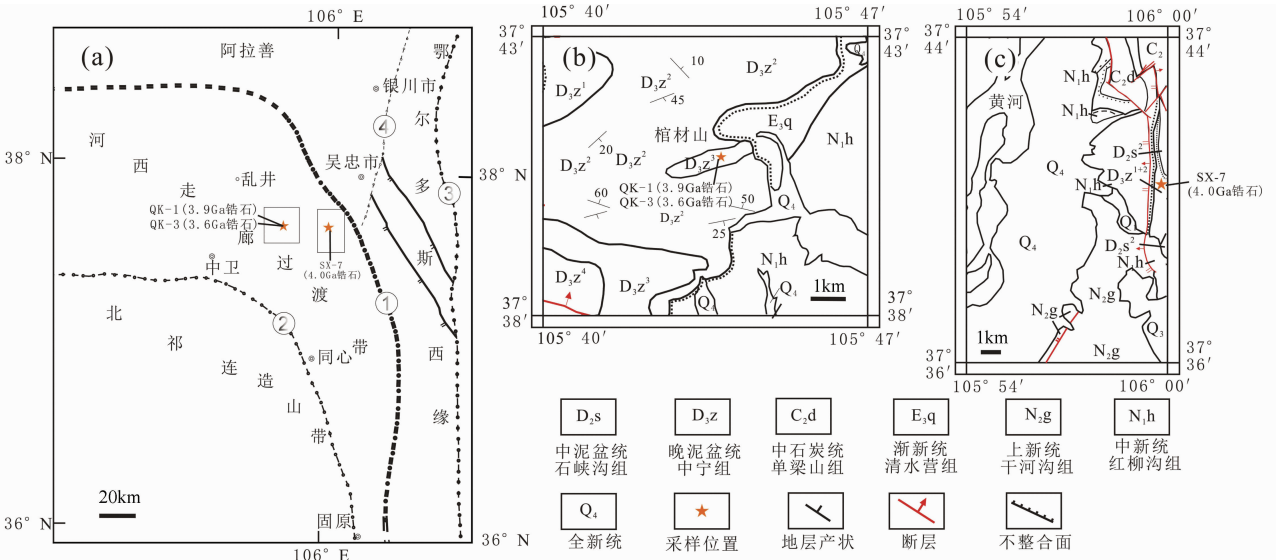 106° E
(a)
阿拉善
鄂
尔
多
斯
西
缘
银川市
④
吴忠市
③
河
西
走
廊
过
渡
带
38° N
38° N
乱井
QK-1(3.9Ga锆石)
QK-3(3.6Ga锆石)
SX-7
(4.0Ga锆石)
中卫
①
②
北
祁
连
造
山
带
同心
固原
20km
36° N
36° N
106° E
105° 40′
105° 47′
37°
43′
37°
43′
(b)
10
D₃z²
Q₄
D₃z¹
D₃z²
45
E₃q
棺材山
N₁h
20
D₃z²
D₃z²
D₃z³
QK-1(3.9Ga锆石)
QK-3(3.6Ga锆石)
60
50
Q₄
D₃z²
25
N₁h
D₃z⁴
D₃z³
Q₄
Q₄
1km
37°
38′
37°
38′
105° 40′
105° 47′
105° 54′
106° 00′
37°
44′
37°
44′
(c)
C₂
N₁h
C₂d
黄河
N₁h
D₂s²
Q₄
D₃z¹⁺²
SX-7
(4.0Ga锆石)
N₁h
Q
Q₄
D₂s²
N₁h
N₂g
N₂g
Q₃
1km
N₂g
37°
36′
37°
36′
105° 54′
106° 00′
D₂s
D₃z
C₂d
E₃q
N₂g
N₁h
中泥盆统
石峡沟组
晚泥盆统
中宁组
中石炭统
单梁山组
渐新统
清水营组
上新统
干河沟组
中新统
红柳沟组
Q₄
全新统
采样位置
地层产状
断层
不整合面